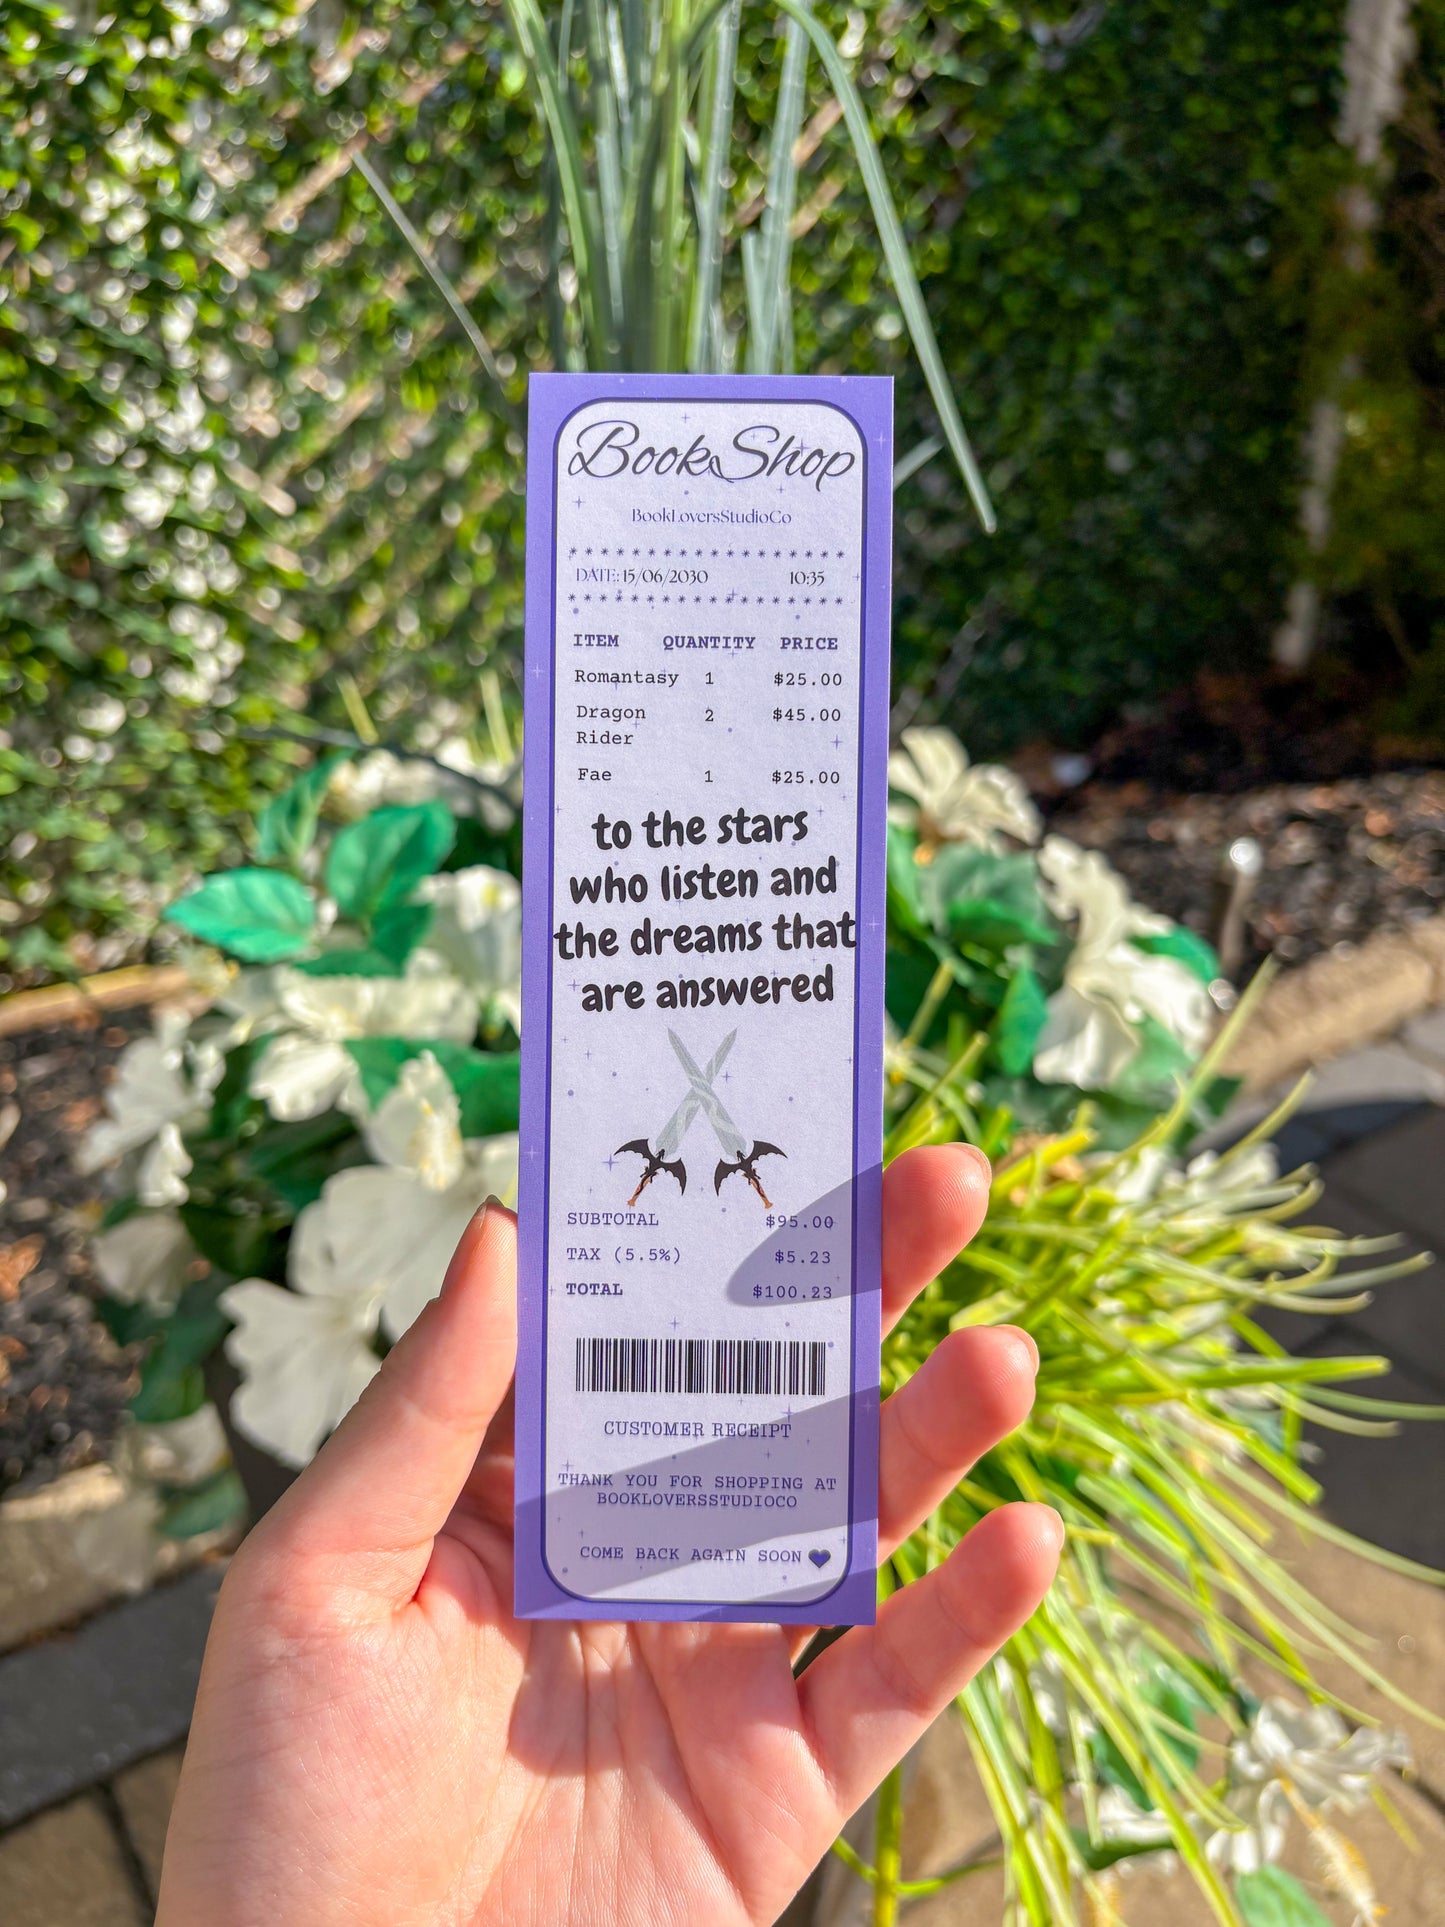 Book Shop
BookLoversStudioCo
* * * * * * * * * * * * * * * * * *
DATE: 15/06/2030 10:35
* * * * * * * * * * * * * * * * * *
ITEM QUANTITY PRICE
Romantasy 1 $25.00
Dragon 2 $45.00
Rider
Fae 1 $25.00
to the stars
who listen and
the dreams that
are answered
SUBTOTAL $95.00
TAX (5.5%) $5.23
TOTAL $100.23
CUSTOMER RECEIPT
THANK YOU FOR SHOPPING AT
BOOKLOVERSSTUDIOCO
COME BACK AGAIN SOON